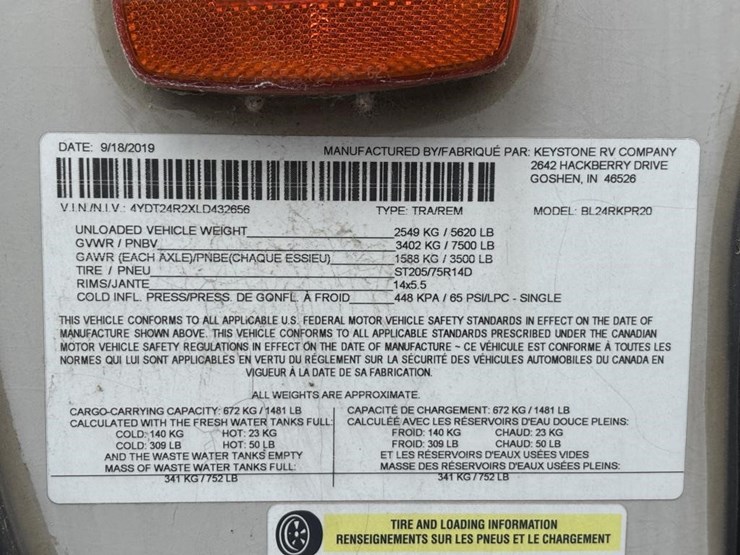 DATE: 9/18/2019
MANUFACTURED BY/FABRIQUÉ PAR: KEYSTONE RV COMPANY
2642 HACKBERRY DRIVE
GOSHEN, IN 46526
V.I.N./N.I.V.: 4YDT24R2XLD432656 TYPE: TRA/REM MODEL: BL24RKPR20
UNLOADED VEHICLE WEIGHT 2549 KG / 5620 LB
GVWR / PNBV 3402 KG / 7500 LB
GAWR (EACH AXLE)/PNBE(CHAQUE ESSIEU) 1588 KG / 3500 LB
TIRE / PNEU ST205/75R14D
RIMS/JANTE 14x5.5
COLD INFL. PRESS/PRESS. DE GONFL. À FROID 448 KPA / 65 PSI/LPC - SINGLE
THIS VEHICLE CONFORMS TO ALL APPLICABLE U.S. FEDERAL MOTOR VEHICLE SAFETY STANDARDS IN EFFECT ON THE DATE OF
MANUFACTURE SHOWN ABOVE. THIS VEHICLE CONFORMS TO ALL APPLICABLE STANDARDS PRESCRIBED UNDER THE CANADIAN
MOTOR VEHICLE SAFETY REGULATIONS IN EFFECT ON THE DATE OF MANUFACTURE ~ CE VÉHICULE EST CONFORME À TOUTES LES
NORMES QUI LUI SONT APPLICABLES EN VERTU DU RÉGLEMENT SUR LA SÉCURITÉ DES VÉHICULES AUTOMOBILES DU CANADA EN
VIGUEUR À LA DATE DE SA FABRICATION.
ALL WEIGHTS ARE APPROXIMATE.
CARGO-CARRYING CAPACITY: 672 KG / 1481 LB
CALCULATED WITH THE FRESH WATER TANKS FULL:
COLD: 140 KG HOT: 23 KG
COLD: 309 LB HOT: 50 LB
AND THE WASTE WATER TANKS EMPTY
MASS OF WASTE WATER TANKS FULL:
341 KG / 752 LB
CAPACITÉ DE CHARGEMENT: 672 KG / 1481 LB
CALCULÉE AVEC LES RÉSERVOIRS D'EAU DOUCE PLEINS:
FROID: 140 KG CHAUD: 23 KG
FROID: 309 LB CHAUD: 50 LB
ET LES RÉSERVOIRS D'EAUX USÉES VIDES
MASSE DES RÉSERVOIRS D'EAUX USÉES PLEINS:
341 KG / 752 LB
TIRE AND LOADING INFORMATION
RENSEIGNEMENTS SUR LES PNEUS ET LE CHARGEMENT